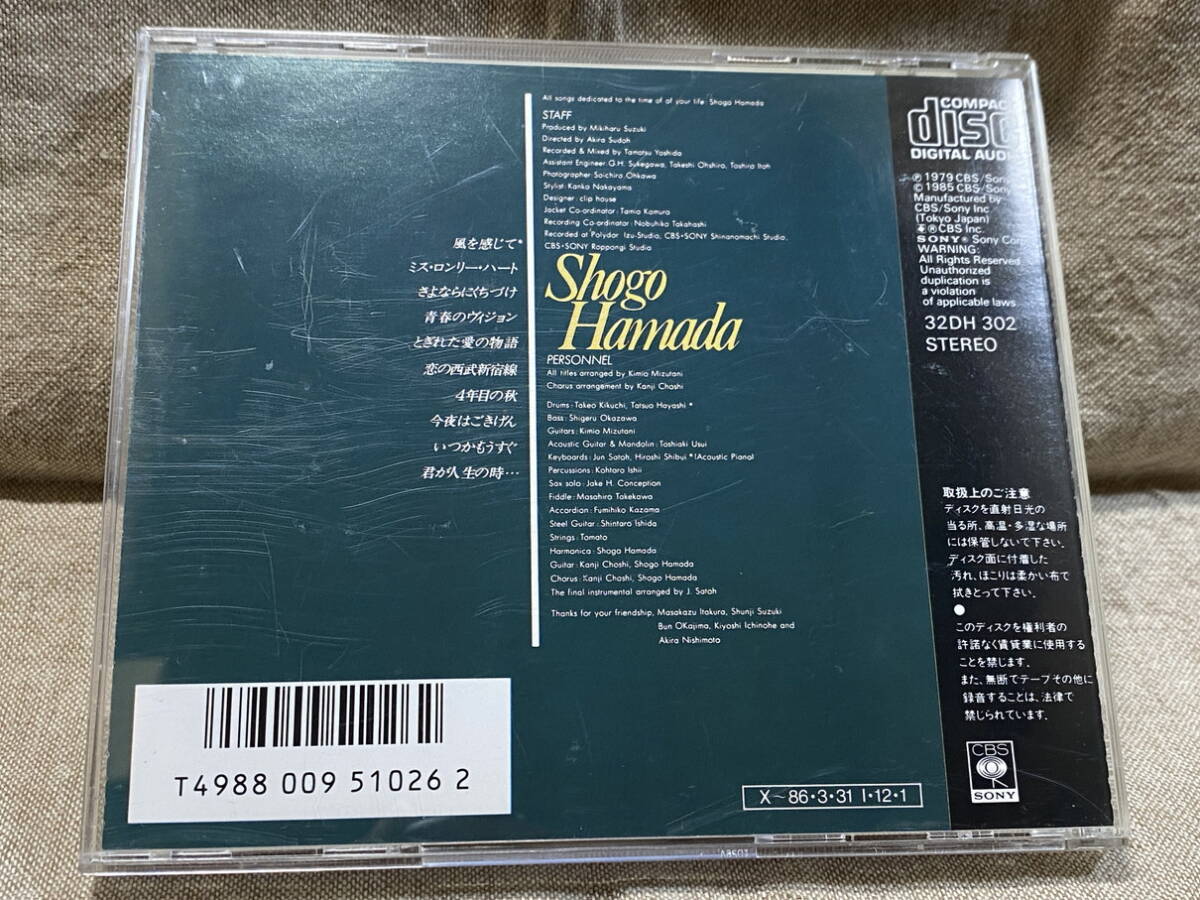 All songs dedicated to the time of of your life: Shogo Hamada
STAFF
Produced by Mikiharu Suzuki
Directed by Akira Sudoh
Recorded & Mixed by Tamotsu Yoshida
Assistant Engineer: G.H. Sukegawa, Takeshi Ohshiro, Toshiro Itoh
Photographer: Soichiro Ohkawa
Stylist: Kanko Nakayama
Designer: clip house
Jacket Co-ordinator: Tamio Kamura
Recording Co-ordinator: Nobuhiko Takahashi
Recorded at Polydor Izu-Studio, CBS•SONY Shinanomachi Studio,
CBS•SONY Roppongi Studio
風を感じて*
ミス・ロンリー・ハート
さよならにくちづけ
青春のヴィジョン
とぎれた愛の物語
恋の西武新宿線
4年目の秋
今夜はごきげん
いつかもうすぐ
君が人生の時…
Shogo
Hamada
PERSONNEL
All titles arranged by Kimio Mizutani
Chorus arrangement by Kanji Choshi
Drums: Takeo Kikuchi, Tatsuo Hayashi *
Bass: Shigeru Okazawa
Guitars: Kimio Mizutani
Acoustic Guitar & Mandolin: Toshiaki Usui
Keyboards: Jun Satoh, Hiroshi Shibui *(Acoustic Piano)
Percussions: Kohtaro Ishii
Sax solo: Jake H. Conception
Fiddle: Masahiro Takekawa
Accordion: Fumihiko Kazama
Steel Guitar: Shintaro Ishida
Strings: Tomato
Harmonica: Shogo Hamada
Guitar: Kanji Choshi, Shogo Hamada
Chorus: Kanji Choshi, Shogo Hamada
The final instrumental arranged by J. Satoh
Thanks for your friendship, Masakazu Itakura, Shunji Suzuki
Bun OKajima, Kiyoshi Ichinohe and
Akira Nishimoto
T4988 009 51026 2
X～86•3•31 I•12•1
COMPAC
disc
DIGITAL AUD
℗ 1979 CBS/Sony
© 1985 CBS/Sony
Manufactured by
CBS/Sony Inc.
(Tokyo Japan)
®CBS Inc.
SONY® Sony Cor
WARNING:
All Rights Reserved
Unauthorized
duplication is
a violation
of applicable laws
32DH 302
STEREO
取扱上のご注意
ディスクを直射日光の
当る所、高温・多湿な場所
には保管しないで下さい。
ディスク面に付着した
汚れ、ほこりは柔かい布で
拭きとって下さい。
●
このディスクを権利者の
許諾なく賃貸業に使用する
ことを禁じます。
また、無断でテープその他に
録音することは、法律で
禁じられています。
CBS
SONY